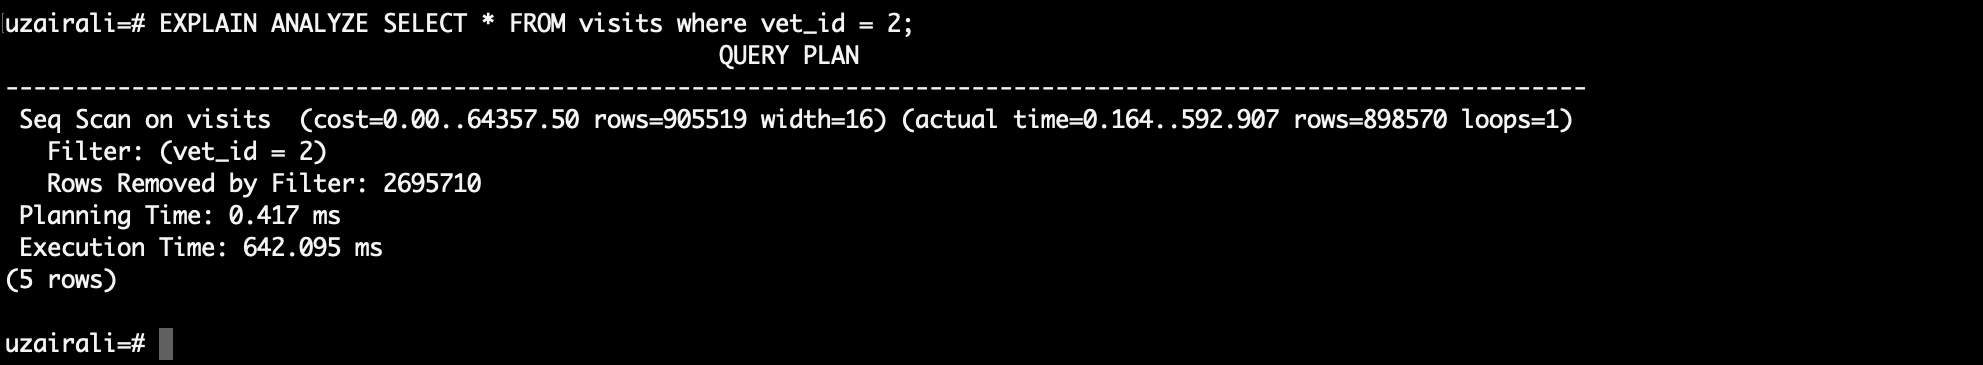 uzairali=# EXPLAIN ANALYZE SELECT * FROM visits where vet_id = 2;
QUERY PLAN
-----------------------------------------------------------------------------------------------------------------
Seq Scan on visits  (cost=0.00..64357.50 rows=905519 width=16) (actual time=0.164..592.907 rows=898570 loops=1)
Filter: (vet_id = 2)
Rows Removed by Filter: 2695710
Planning Time: 0.417 ms
Execution Time: 642.095 ms
(5 rows)
uzairali=#